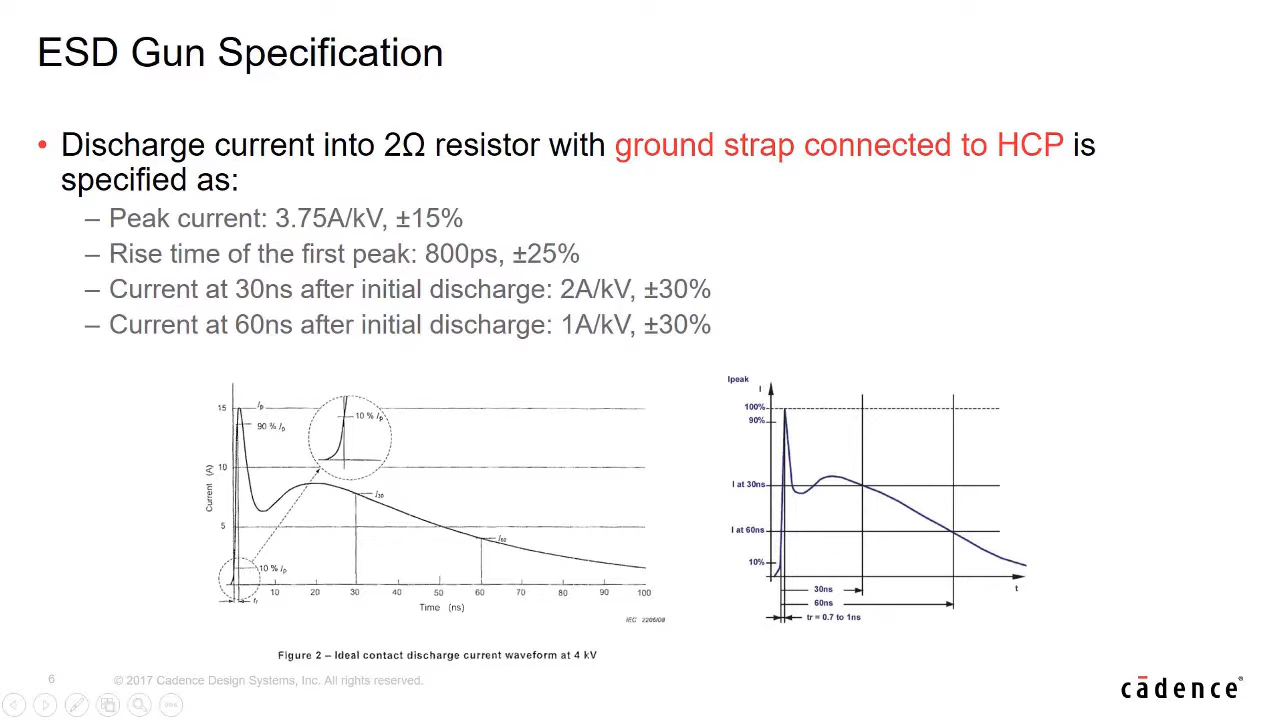 ESD Gun Specification
• Discharge current into 2Ω resistor with ground strap connected to HCP is
specified as:
– Peak current: 3.75A/kV, ±15%
– Rise time of the first peak: 800ps, ±25%
– Current at 30ns after initial discharge: 2A/kV, ±30%
– Current at 60ns after initial discharge: 1A/kV, ±30%
15
Ip
90 % Ip
10 % Ip
10
Current (A)
I30
5
I60
10 % Ip
10 20 30 40 50 60 70 80 90 100
tr
Time (ns)
IEC 2206/08
Figure 2 – Ideal contact discharge current waveform at 4 kV
Ipeak
I
100%
90%
I at 30ns
I at 60ns
10%
30ns
t
60ns
tr = 0.7 to 1ns
6
© 2017 Cadence Design Systems, Inc. All rights reserved.
cādence®